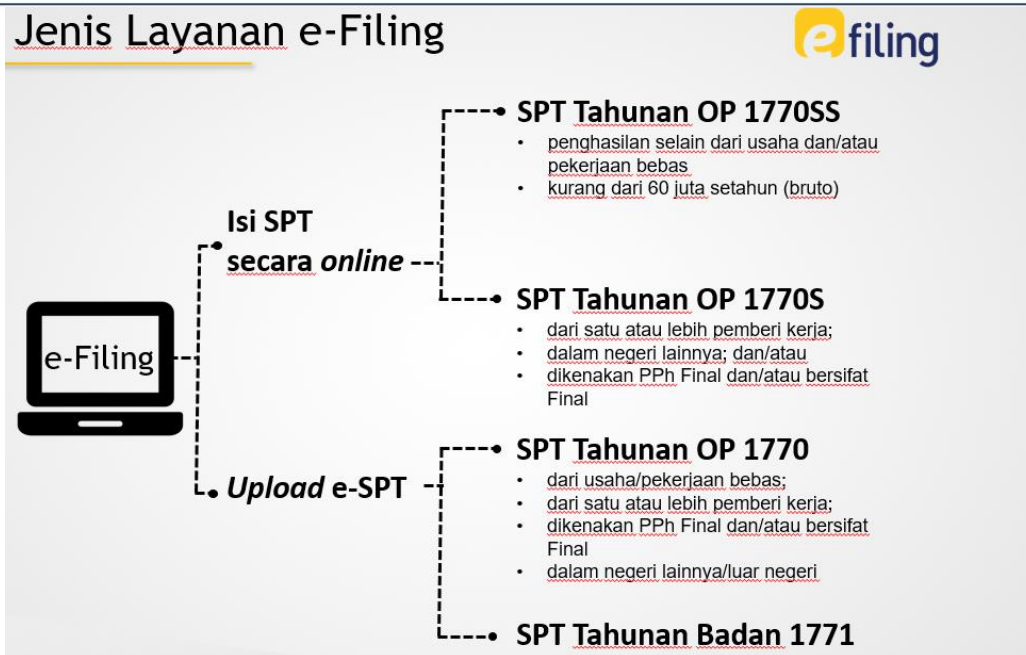 Jenis Layanan e-Filing
efiling
SPT Tahunan OP 1770SS
• penghasilan selain dari usaha dan/atau
pekerjaan bebas
• kurang dari 60 juta setahun (bruto)
Isi SPT
secara online
SPT Tahunan OP 1770S
• dari satu atau lebih pemberi kerja;
• dalam negeri lainnya; dan/atau
• dikenakan PPh Final dan/atau bersifat
Final
e-Filing
Upload e-SPT
SPT Tahunan OP 1770
• dari usaha/pekerjaan bebas;
• dari satu atau lebih pemberi kerja;
• dikenakan PPh Final dan/atau bersifat
Final
• dalam negeri lainnya/luar negeri
SPT Tahunan Badan 1771